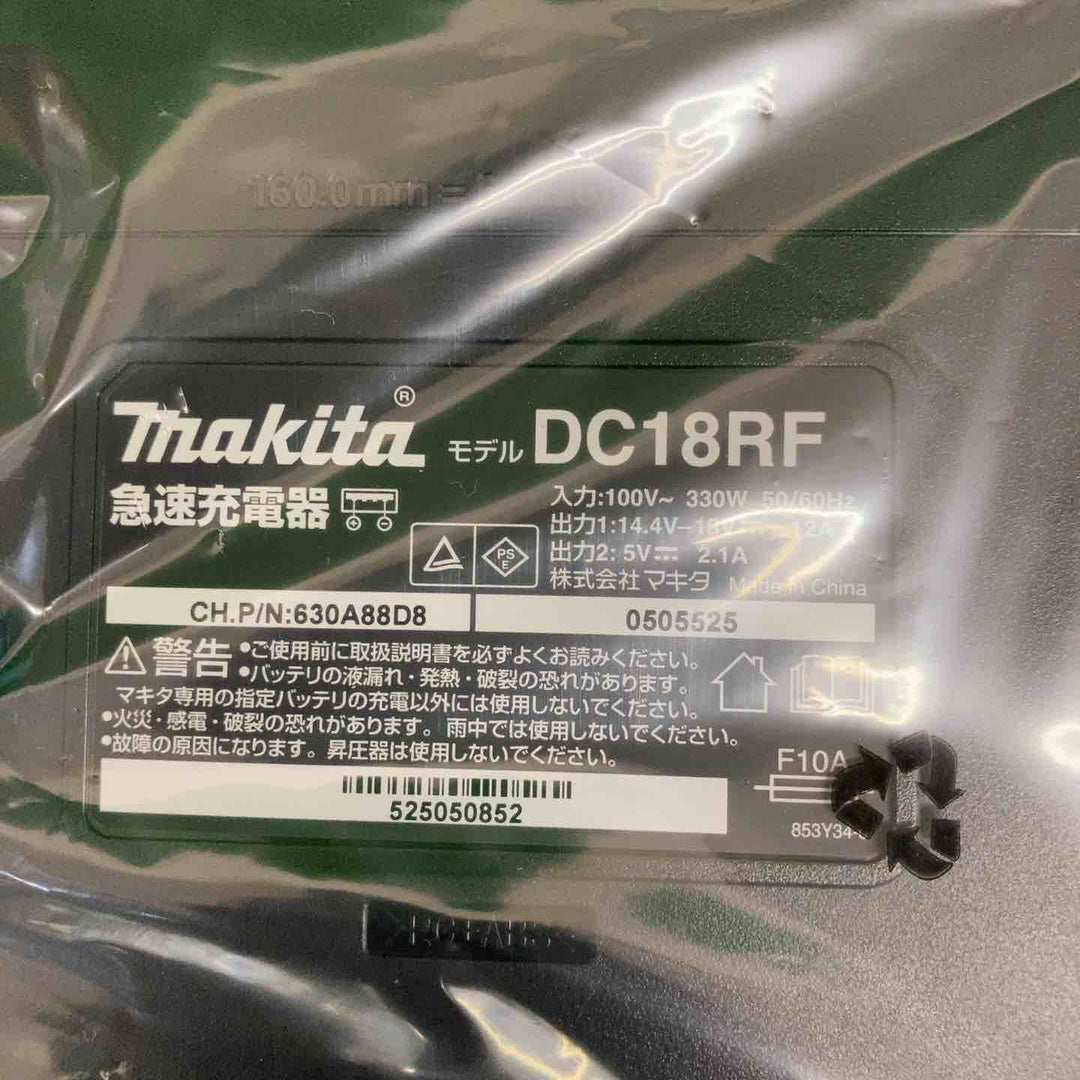 160.0mm =
makita®
モデル DC18RF
急速充電器
入力:100V~ 330W 50/60Hz
出力1:14.4V-18V 12A
出力2:5V 2.1A
株式会社マキタ Made in China
PS
E
CH.P/N:630A88D8
0505525
警告 •ご使用前に取扱説明書を必ずよくお読みください。
•バッテリの液漏れ・発熱・破裂の恐れがあります。
マキタ専用の指定バッテリの充電以外には使用しないでください。
•火災・感電・破裂の恐れがあります。雨中では使用しないでください。
•故障の原因になります。昇圧器は使用しないでください。
F10A
525050852
853Y34-